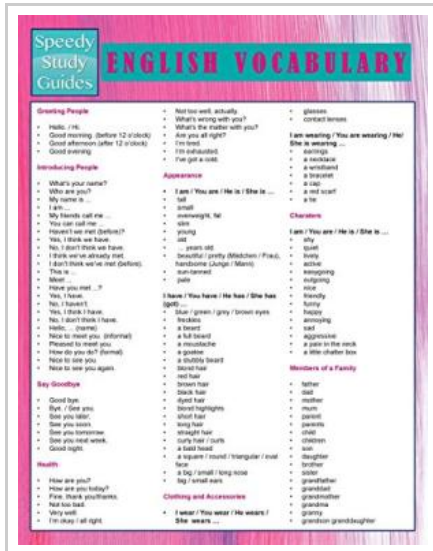 Speedy
Study
Guides
ENGLISH VOCABULARY
Greeting People
• Hello. / Hi.
• Good morning. (before 12 o'clock)
• Good afternoon (after 12 o'clock)
• Good evening
Introducing People
• What's your name?
• Who are you?
• My name is ...
• I am ...
• My friends call me ...
• You can call me ...
• Haven't we met (before)?
• Yes, I think we have.
• No, I don't think we have.
• I think we've already met.
• I don't think we've met (before).
• This is ...
• Meet ...
• Have you met ...?
• Yes, I have.
• No, I haven't.
• Yes, I think I have.
• No, I don't think I have.
• Hello, ... (name)
• Nice to meet you. (informal)
• Pleased to meet you.
• How do you do? (formal)
• Nice to see you.
• Nice to see you again.
Say Goodbye
• Good bye.
• Bye. / See you.
• See you later.
• See you soon.
• See you tomorrow.
• See you next week.
• Good night.
Health
• How are you?
• How are you today?
• Fine, thank you/thanks.
• Not too bad.
• Very well.
• I'm okay / all right.
• Not too well, actually.
• What's wrong with you?
• What's the matter with you?
• Are you all right?
• I'm tired.
• I'm exhausted.
• I've got a cold.
Appearance
• I am / You are / He is / She is ...
• tall
• small
• overweight, fat
• slim
• young
• old
• ... years old
• beautiful / pretty (Mädchen / Frau),
handsome (Jungs / Mann)
• sun-tanned
• pale
I have / You have / He has / She has
(got) ...
• blue / green / grey / brown eyes
• freckles
• a beard
• a full beard
• a moustache
• a goatee
• a stubbly beard
• blond hair
• red hair
• brown hair
• black hair
• dyed hair
• blond highlights
• short hair
• long hair
• straight hair
• curly hair / curls
• a bald head
• a square / round / triangular / oval
face
• a big / small / long nose
• big / small ears
Clothing and Accessories
• I wear / You wear / He wears /
She wears ...
• glasses
• contact lenses
I am wearing / You are wearing / He/
She is wearing ...
• earrings
• a necklace
• a wristband
• a bracelet
• a cap
• a red scarf
• a tie
Charaters
I am / You are / He is / She is ...
• shy
• quiet
• lively
• active
• easygoing
• outgoing
• nice
• friendly
• funny
• happy
• annoying
• sad
• aggressive
• a pain in the neck
• a little chatter box
Members of a Family
• father
• dad
• mother
• mum
• parent
• parents
• child
• children
• son
• daughter
• brother
• sister
• grandfather
• granddad
• grandmother
• grandma
• granny
• grandson granddaughter